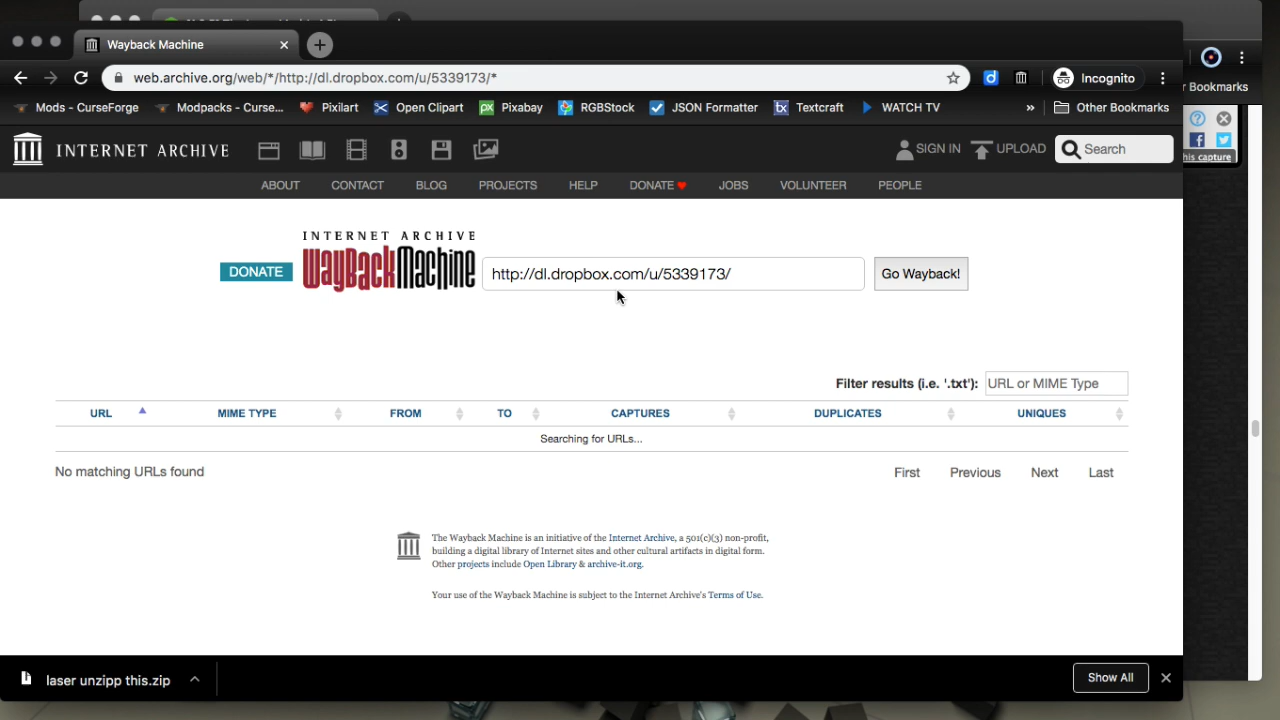 Wayback Machine
web.archive.org/web/*/http://dl.dropbox.com/u/5339173/*
Incognito
Mods - CurseForge
Modpacks - Curse...
Pixilart
Open Clipart
Pixabay
RGBStock
JSON Formatter
Textcraft
WATCH TV
»
Other Bookmarks
r Bookmarks
INTERNET ARCHIVE
SIGN IN
UPLOAD
Search
his capture
ABOUT
CONTACT
BLOG
PROJECTS
HELP
DONATE
JOBS
VOLUNTEER
PEOPLE
DONATE
INTERNET ARCHIVE
WayBackMachine
http://dl.dropbox.com/u/5339173/
Go Wayback!
Filter results (i.e. '.txt'):
URL or MIME Type
URL
MIME TYPE
FROM
TO
CAPTURES
DUPLICATES
UNIQUES
Searching for URLs...
No matching URLs found
First
Previous
Next
Last
The Wayback Machine is an initiative of the Internet Archive, a 501(c)(3) non-profit,
building a digital library of Internet sites and other cultural artifacts in digital form.
Other projects include Open Library & archive-it.org.
Your use of the Wayback Machine is subject to the Internet Archive's Terms of Use.
laser unzipp this.zip
Show All